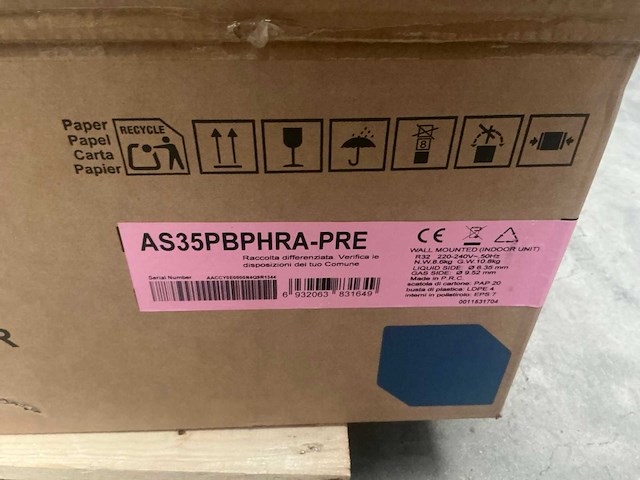 Paper
Papel
Carta
Papier
RECYCLE
8
AS35PBPHRA-PRE
Raccolta differenziata. Verifica le
disposizioni del tuo Comune
Serial Number
6 932063 831649
CE
WALL MOUNTED (INDOOR UNIT)
R32 220-240V~,50Hz
N.W.8.6kg G.W.10.8kg
LIQUID SIDE: Ø 6.35 mm
GAS SIDE: Ø 9.52 mm
Made in P.R.C
scatola di cartone: PAP 20
busta di plastica: LDPE 4
interni in polistirolo: EPS 7
0011831704
R